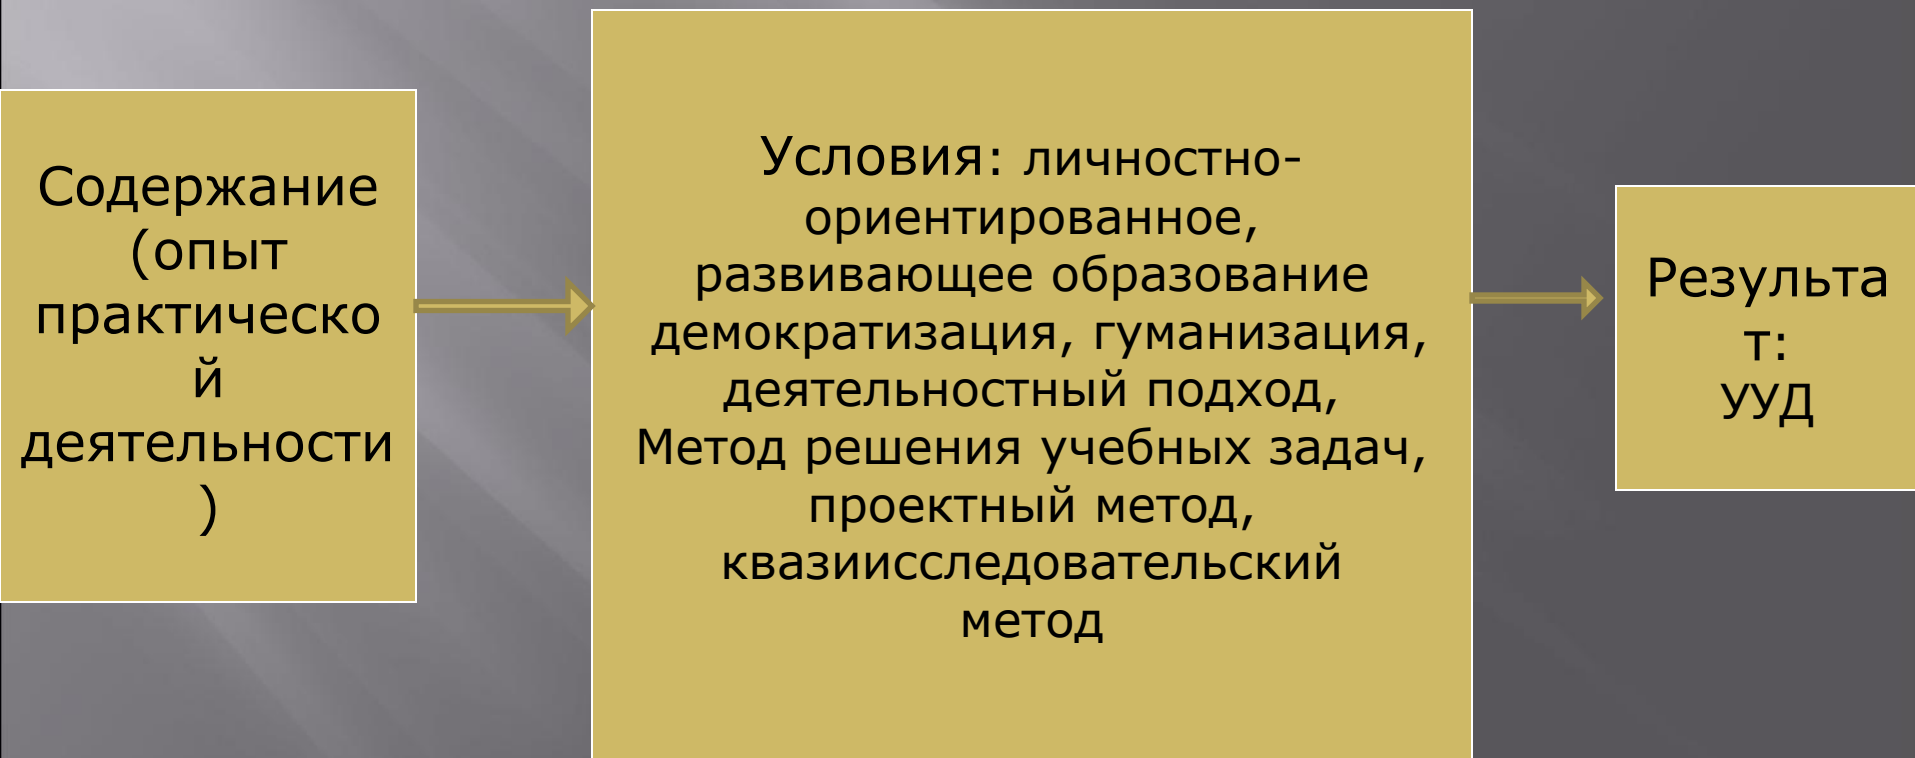 Содержание
(опыт
практическо
й
деятельности
)
Условия: личностно-
ориентированное,
развивающее образование
демократизация, гуманизация,
деятельностный подход,
Метод решения учебных задач,
проектный метод,
квазиисследовательский
метод
Результа
т:
УУД